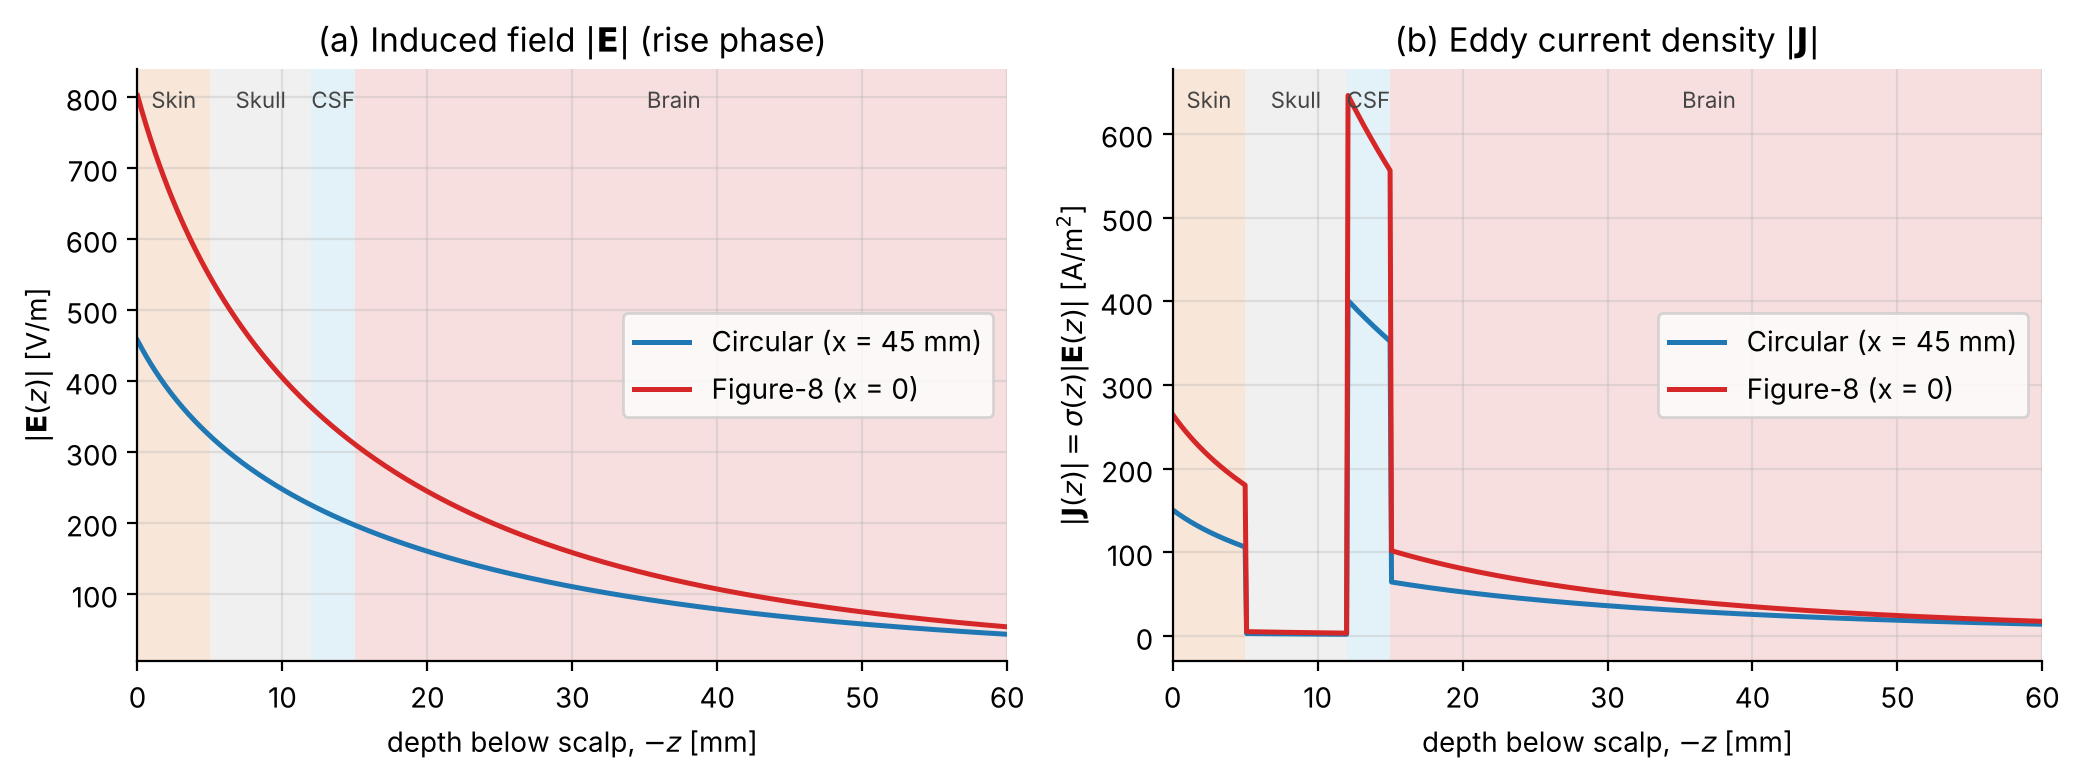 (a) Induced field |E| (rise phase)
800
700
600
500
400
300
200
100
|E(z)| [V/m]
Skin
Skull
CSF
Brain
Circular (x = 45 mm)
Figure-8 (x = 0)
0
10
20
30
40
50
60
depth below scalp, −z [mm]
(b) Eddy current density |J|
600
500
400
300
200
100
0
|J(z)| = σ(z)|E(z)| [A/m²]
Skin
Skull
CSF
Brain
Circular (x = 45 mm)
Figure-8 (x = 0)
0
10
20
30
40
50
60
depth below scalp, −z [mm]